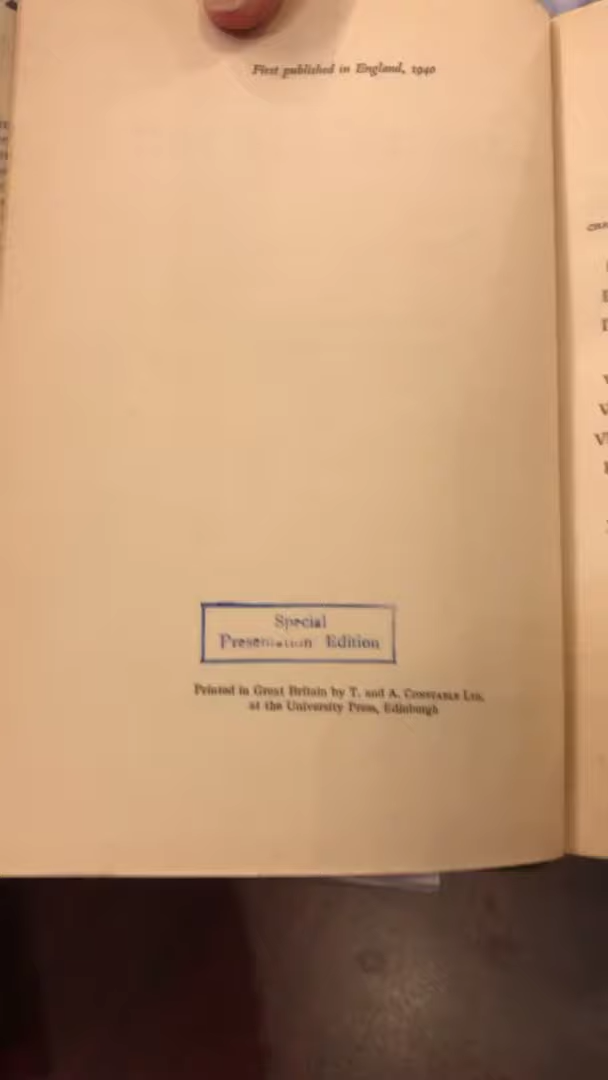 First published in England, 1940
Special
Presentation Edition
Printed in Great Britain by T. and A. CONSTABLE LTD.
at the University Press, Edinburgh